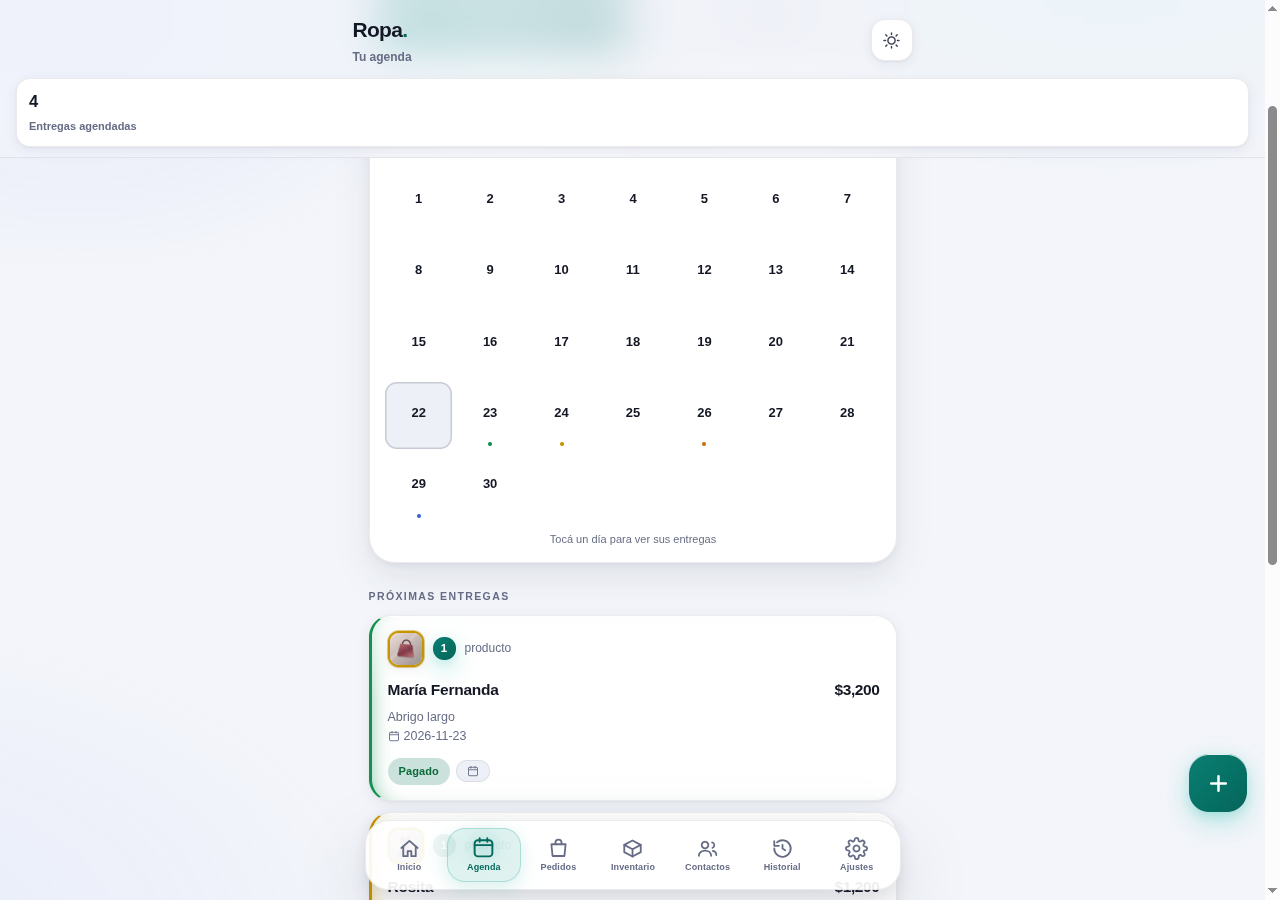 Ropa.
Tu agenda
4
Entregas agendadas
1 2 3 4 5 6 7
8 9 10 11 12 13 14
15 16 17 18 19 20 21
22 23 24 25 26 27 28
29 30
Tocá un día para ver sus entregas
PRÓXIMAS ENTREGAS
1 producto
María Fernanda $3,200
Abrigo largo
2026-11-23
Pagado
Inicio Agenda Pedidos Inventario Contactos Historial Ajustes
Rosita $1,200